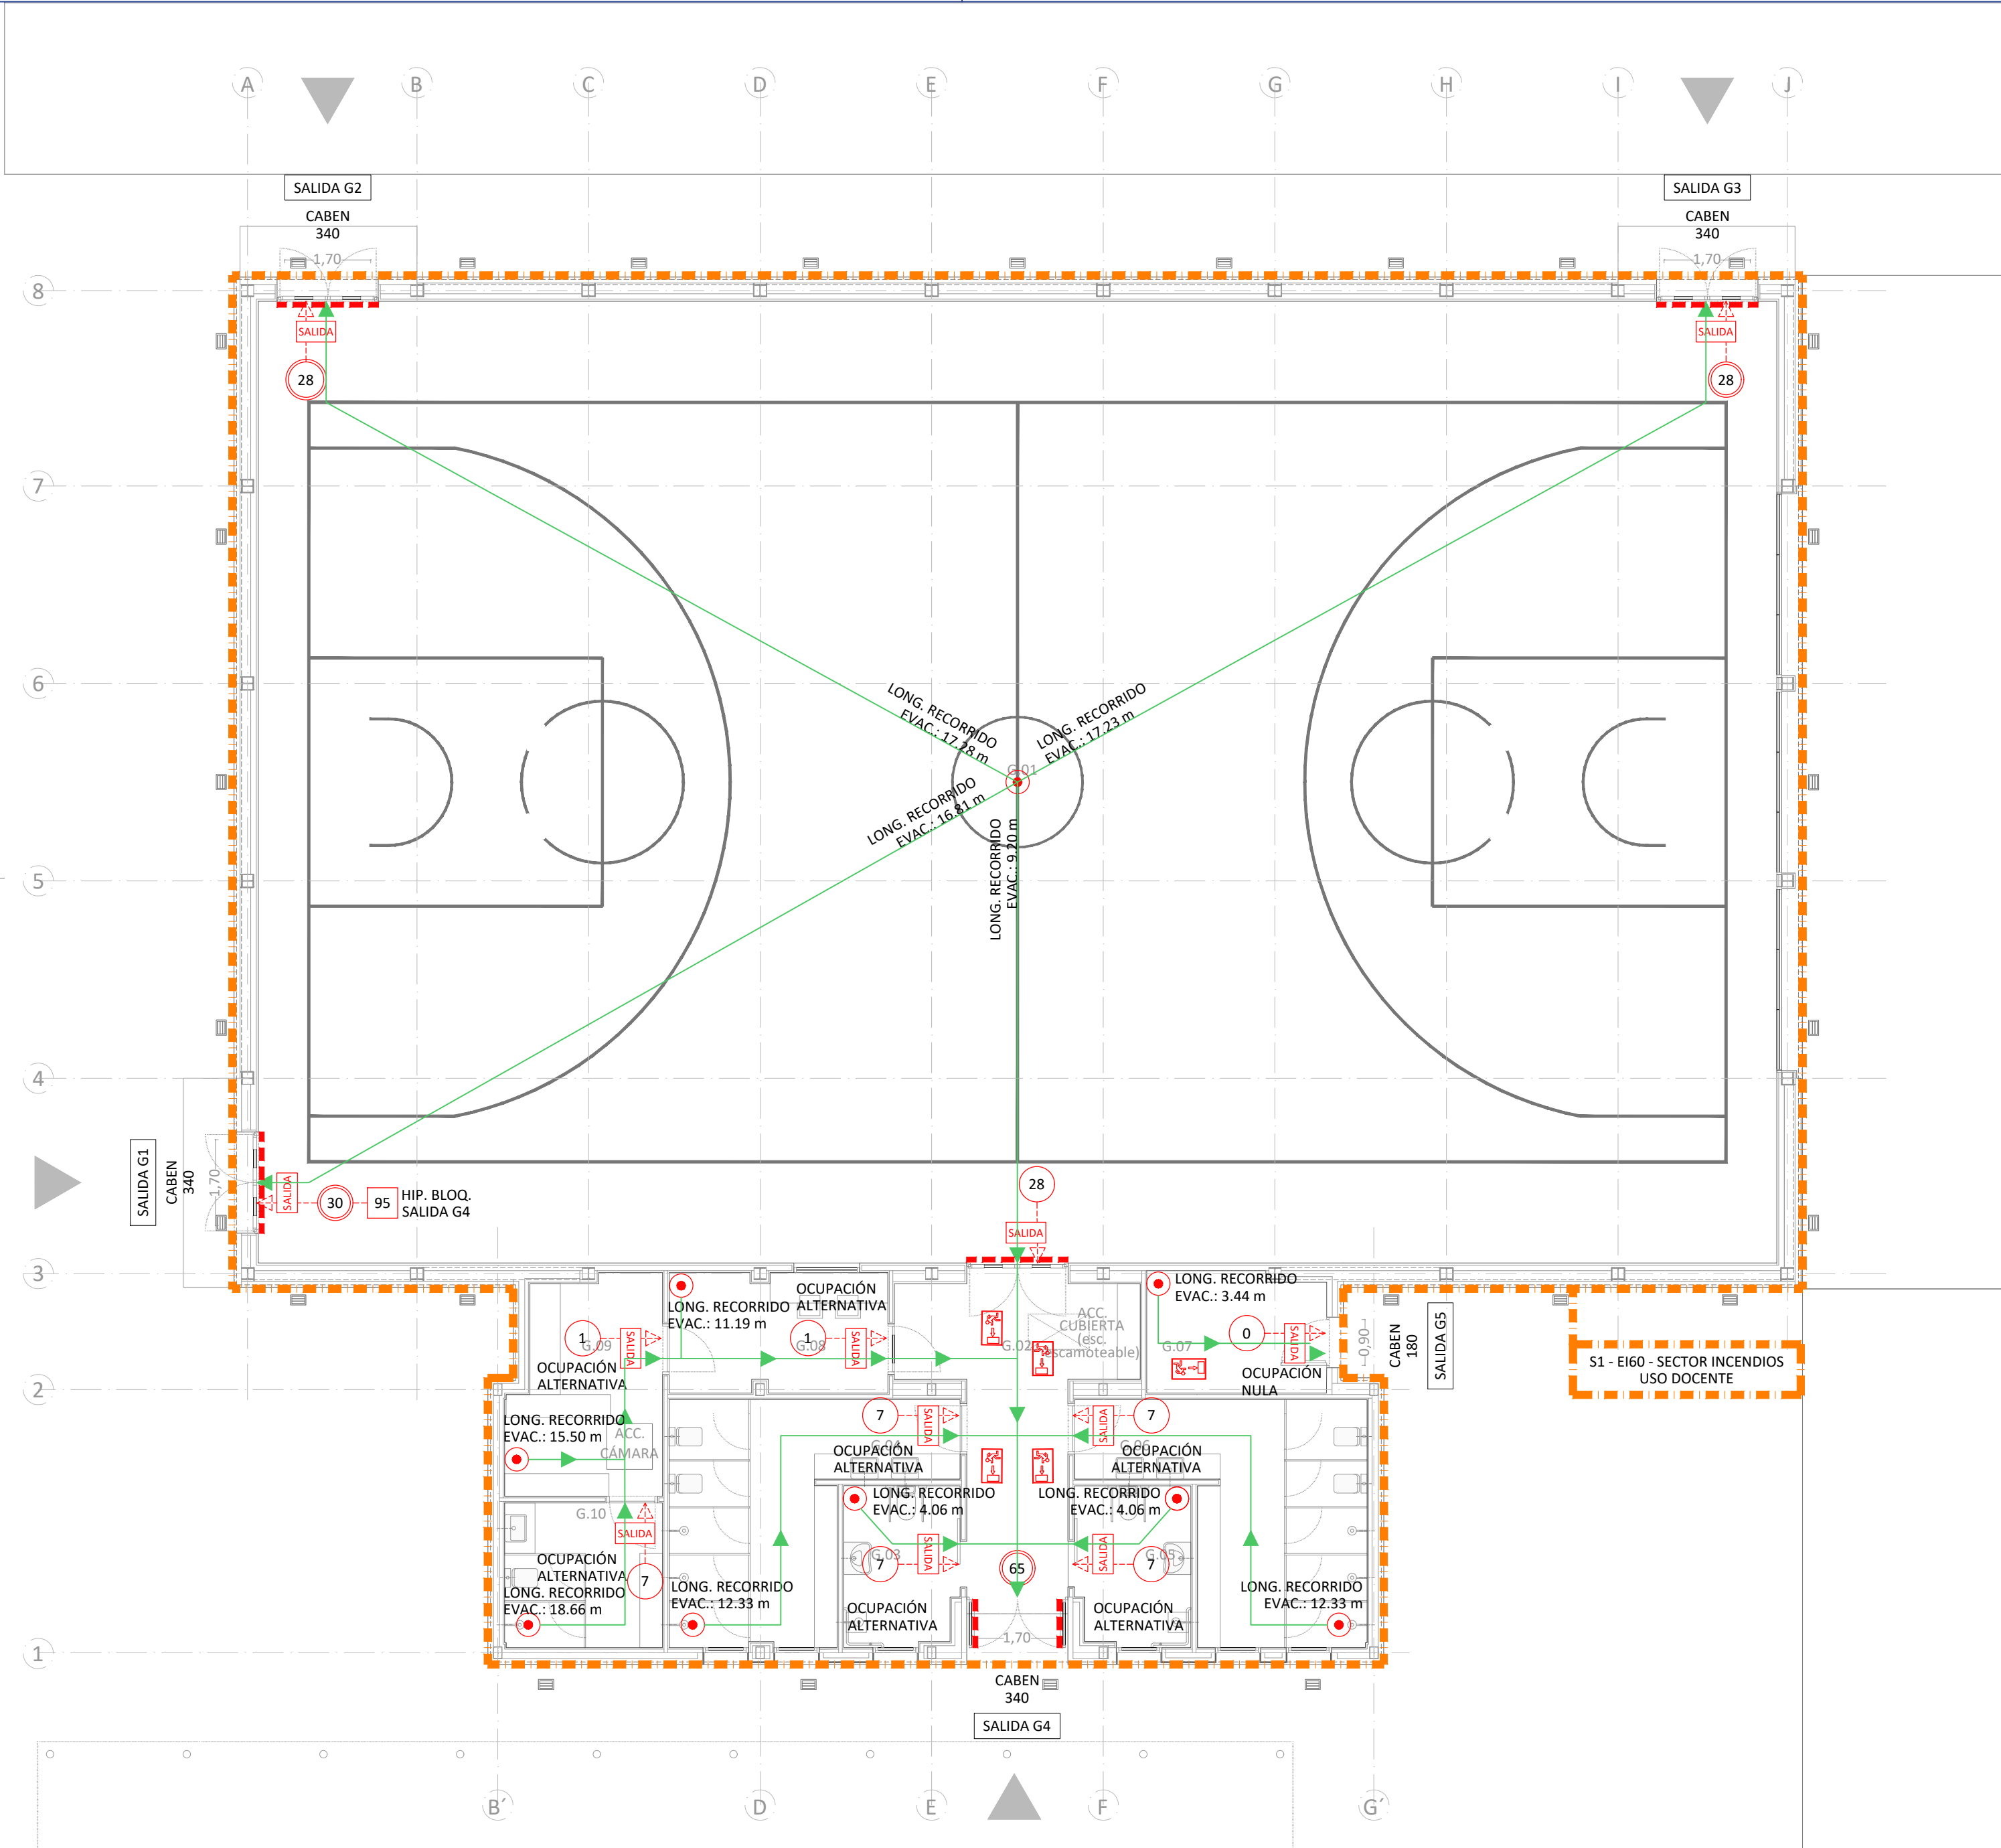 A
B
C
D
E
F
G
H
I
J
SALIDA G2
SALIDA G3
CABEN
340
CABEN
340
1,70
1,70
8
SALIDA
SALIDA
28
28
7
6
LONG. RECORRIDO
EVAC.: 17.28 m
LONG. RECORRIDO
EVAC.: 17.23 m
G.01
LONG. RECORRIDO
EVAC.: 16.81 m
LONG. RECORRIDO
EVAC.: 9.20 m
5
4
SALIDA G1
CABEN
340
1,70
SALIDA
30
95
HIP. BLOQ.
SALIDA G4
28
SALIDA
3
OCUPACIÓN
ALTERNATIVA
LONG. RECORRIDO
EVAC.: 11.19 m
LONG. RECORRIDO
EVAC.: 3.44 m
ACC.
CUBIERTA
(esc.
escamoteable)
1
SALIDA
G.09
1
SALIDA
G.08
G.02
G.07
0
SALIDA
0,90
CABEN
180
SALIDA G5
OCUPACIÓN
ALTERNATIVA
OCUPACIÓN
NULA
S1 - EI60 - SECTOR INCENDIOS
USO DOCENTE
2
LONG. RECORRIDO
EVAC.: 15.50 m
ACC.
CÁMARA
7
SALIDA
SALIDA
7
G.04
G.06
OCUPACIÓN
ALTERNATIVA
OCUPACIÓN
ALTERNATIVA
LONG. RECORRIDO
EVAC.: 4.06 m
LONG. RECORRIDO
EVAC.: 4.06 m
G.10
SALIDA
OCUPACIÓN
ALTERNATIVA
7
G.03
7
SALIDA
65
SALIDA
7
G.05
LONG. RECORRIDO
EVAC.: 18.66 m
LONG. RECORRIDO
EVAC.: 12.33 m
LONG. RECORRIDO
EVAC.: 12.33 m
OCUPACIÓN
ALTERNATIVA
OCUPACIÓN
ALTERNATIVA
1,70
1
CABEN
340
SALIDA G4
B´
D
E
F
G´